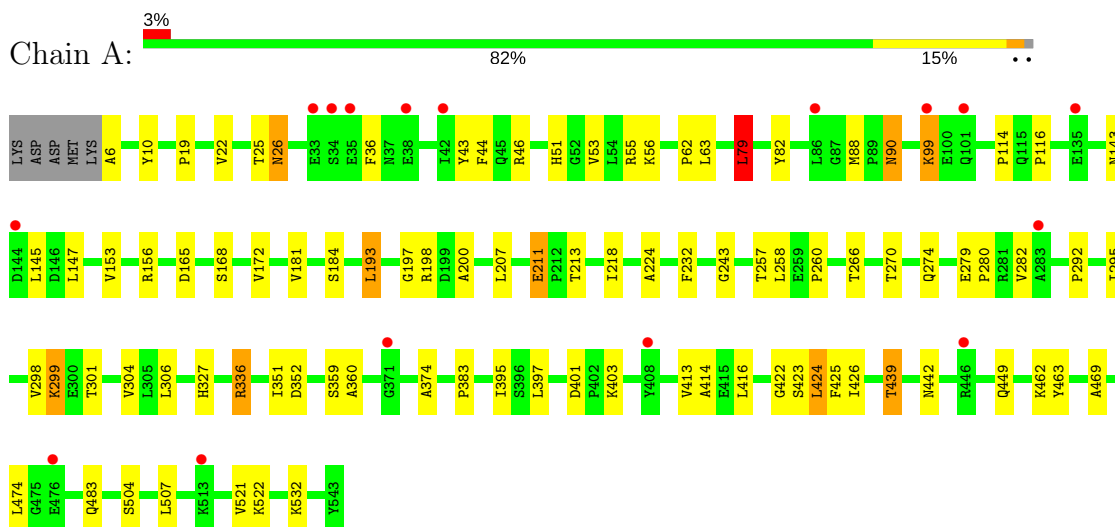 3%
Chain A:
82% 15% • •
LYS ASP ASP MET LYS A6 Y10 P19 V22 T25 N26 E33 S34 E35 F36 N37 E38 I42 Y43 F44 Q45 R46 H51 G52 V53 L54 R55 K56 P62 L63 L79 Y82 L86 G87 M88 P89 N90 K99 E100 Q101 P114 Q115 P116 E135 N143
D144 L145 D146 L147 V153 R156 D165 S168 V172 V181 S184 L193 G197 R198 D199 A200 L207 E211 P212 T213 I218 A224 F232 G243 T257 L258 E259 P260 T266 T270 Q274 E279 P280 R281 V282 A283 P292 I295
V298 K299 E300 T301 V304 L305 L306 H327 R336 I351 D352 S359 A360 G371 A374 P383 I395 S396 L397 D401 P402 K403 Y408 V413 A414 E415 L416 G422 S423 L424 F425 I426 T439 N442 R446 Q449 K462 Y463 A469
L474 G475 E476 Q483 S504 L507 K513 V521 K522 K532 Y543